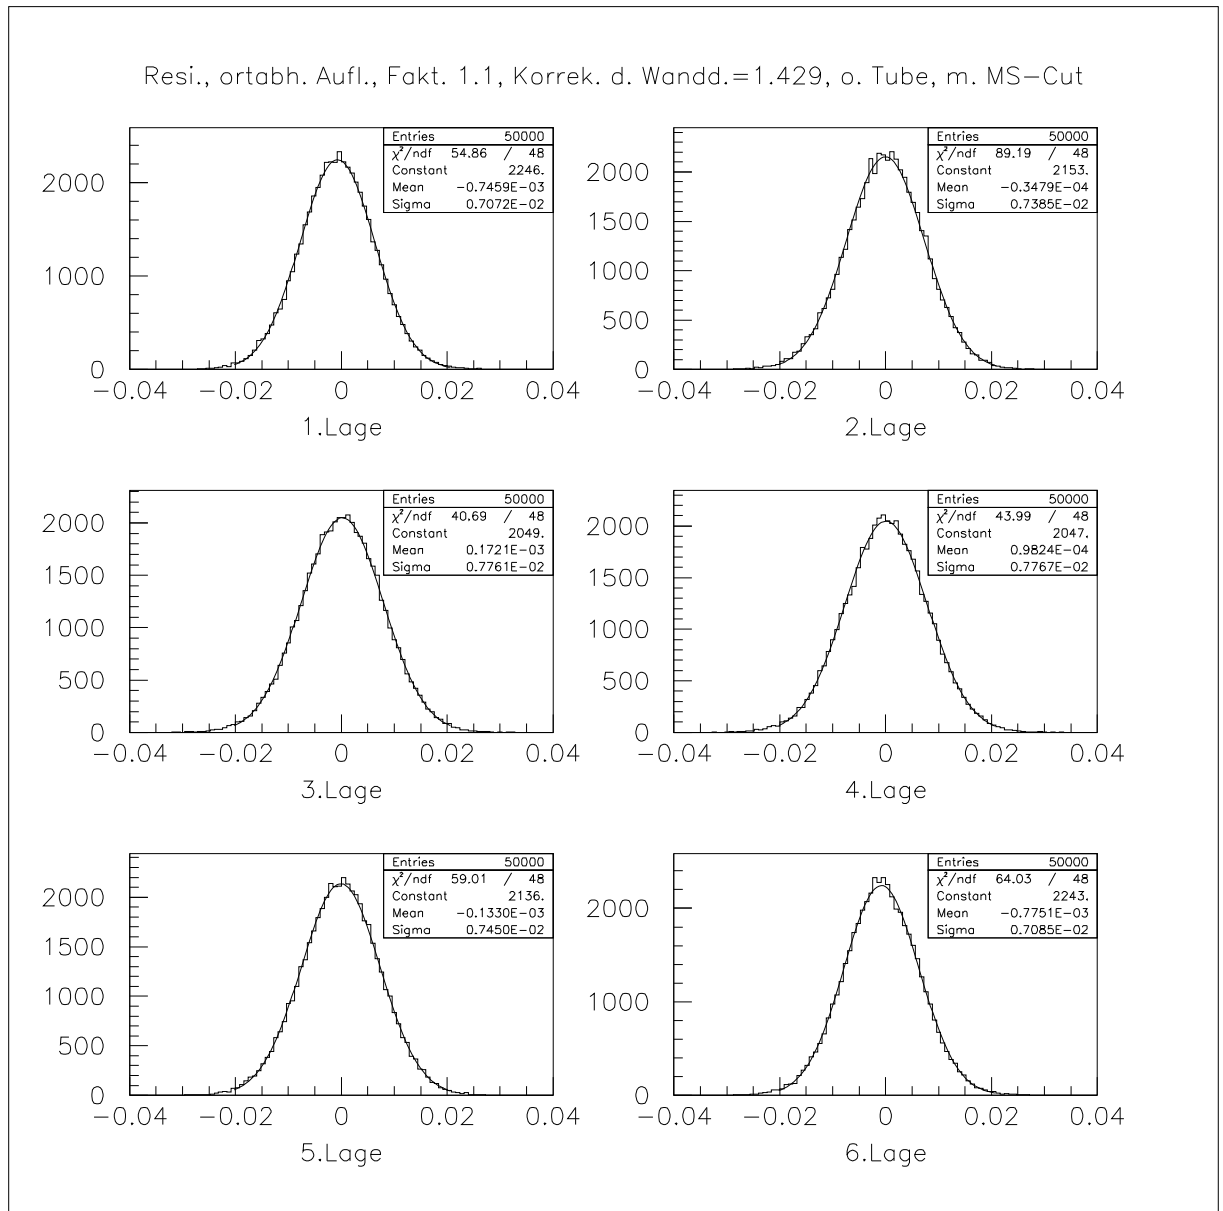 Resi., ortabh. Aufl., Fakt. 1.1, Korrek. d. Wandd.=1.429, o. Tube, m. MS-Cut
Entries 50000
χ²/ndf 54.86 / 48
Constant 2246.
Mean -0.7459E-03
Sigma 0.7072E-02
2000
1000
0
-0.04 -0.02 0 0.02 0.04
1.Lage
Entries 50000
χ²/ndf 89.19 / 48
Constant 2153.
Mean -0.3479E-04
Sigma 0.7385E-02
2000
1500
1000
500
0
-0.04 -0.02 0 0.02 0.04
2.Lage
Entries 50000
χ²/ndf 40.69 / 48
Constant 2049.
Mean 0.1721E-03
Sigma 0.7761E-02
2000
1500
1000
500
0
-0.04 -0.02 0 0.02 0.04
3.Lage
Entries 50000
χ²/ndf 43.99 / 48
Constant 2047.
Mean 0.9824E-04
Sigma 0.7767E-02
2000
1500
1000
500
0
-0.04 -0.02 0 0.02 0.04
4.Lage
Entries 50000
χ²/ndf 59.01 / 48
Constant 2136.
Mean -0.1330E-03
Sigma 0.7450E-02
2000
1500
1000
500
0
-0.04 -0.02 0 0.02 0.04
5.Lage
Entries 50000
χ²/ndf 64.03 / 48
Constant 2243.
Mean -0.7751E-03
Sigma 0.7085E-02
2000
1000
0
-0.04 -0.02 0 0.02 0.04
6.Lage